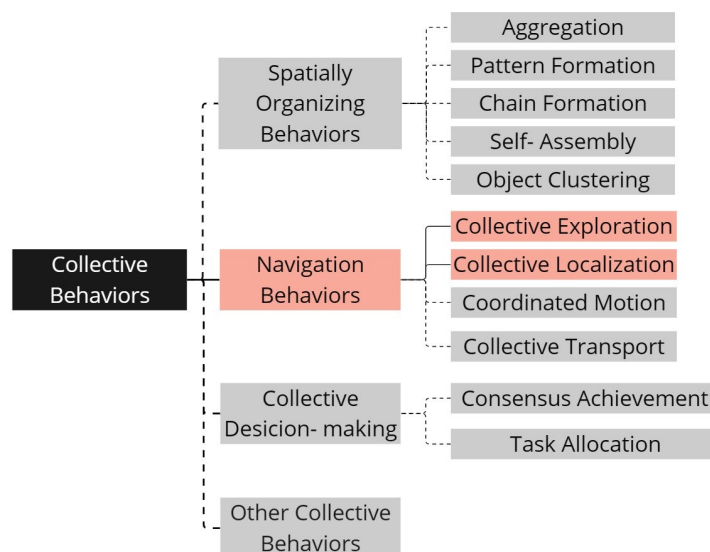 Collective
Behaviors
Spatially
Organizing
Behaviors
Aggregation
Pattern Formation
Chain Formation
Self- Assembly
Object Clustering
Navigation
Behaviors
Collective Exploration
Collective Localization
Coordinated Motion
Collective Transport
Collective
Desicion- making
Consensus Achievement
Task Allocation
Other Collective
Behaviors